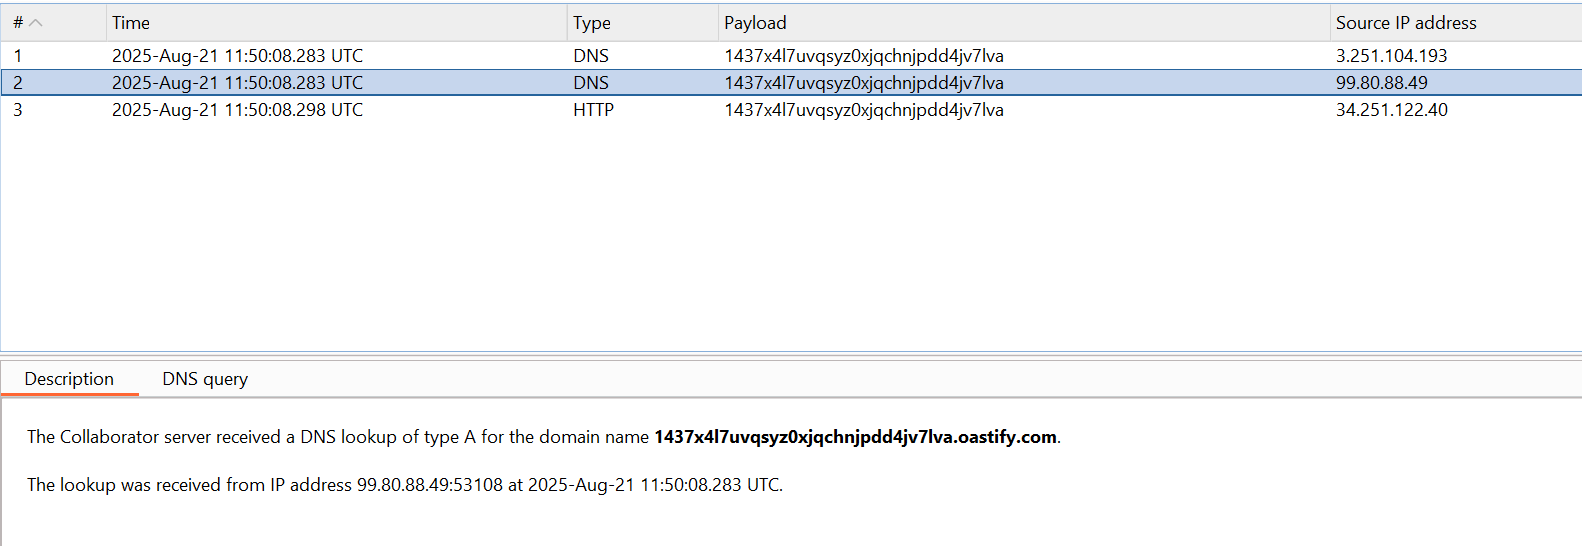 # Time Type Payload Source IP address
1 2025-Aug-21 11:50:08.283 UTC DNS 1437x4l7uvqsyz0xjqchnjpdd4jv7lva 3.251.104.193
2 2025-Aug-21 11:50:08.283 UTC DNS 1437x4l7uvqsyz0xjqchnjpdd4jv7lva 99.80.88.49
3 2025-Aug-21 11:50:08.298 UTC HTTP 1437x4l7uvqsyz0xjqchnjpdd4jv7lva 34.251.122.40
Description DNS query
The Collaborator server received a DNS lookup of type A for the domain name 1437x4l7uvqsyz0xjqchnjpdd4jv7lva.oastify.com.
The lookup was received from IP address 99.80.88.49:53108 at 2025-Aug-21 11:50:08.283 UTC.